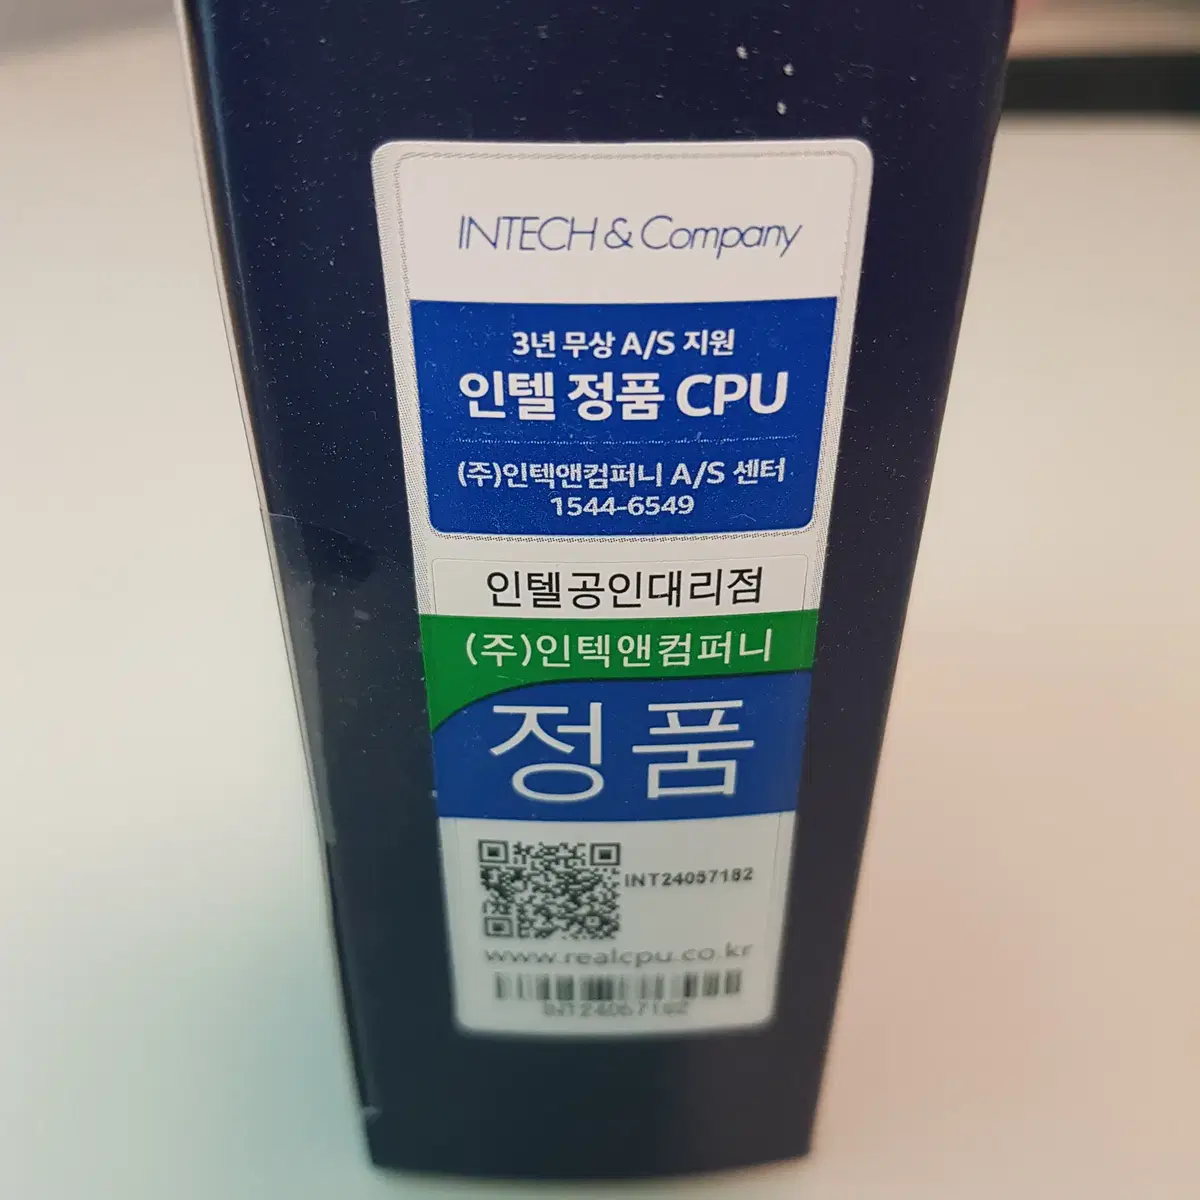 INTECH & Company
3년 무상 A/S 지원
인텔 정품 CPU
(주)인텍앤컴퍼니 A/S 센터
1544-6549
인텔공인대리점
(주)인텍앤컴퍼니
정품
INT24057182
www.realcpu.co.kr
INT24057182